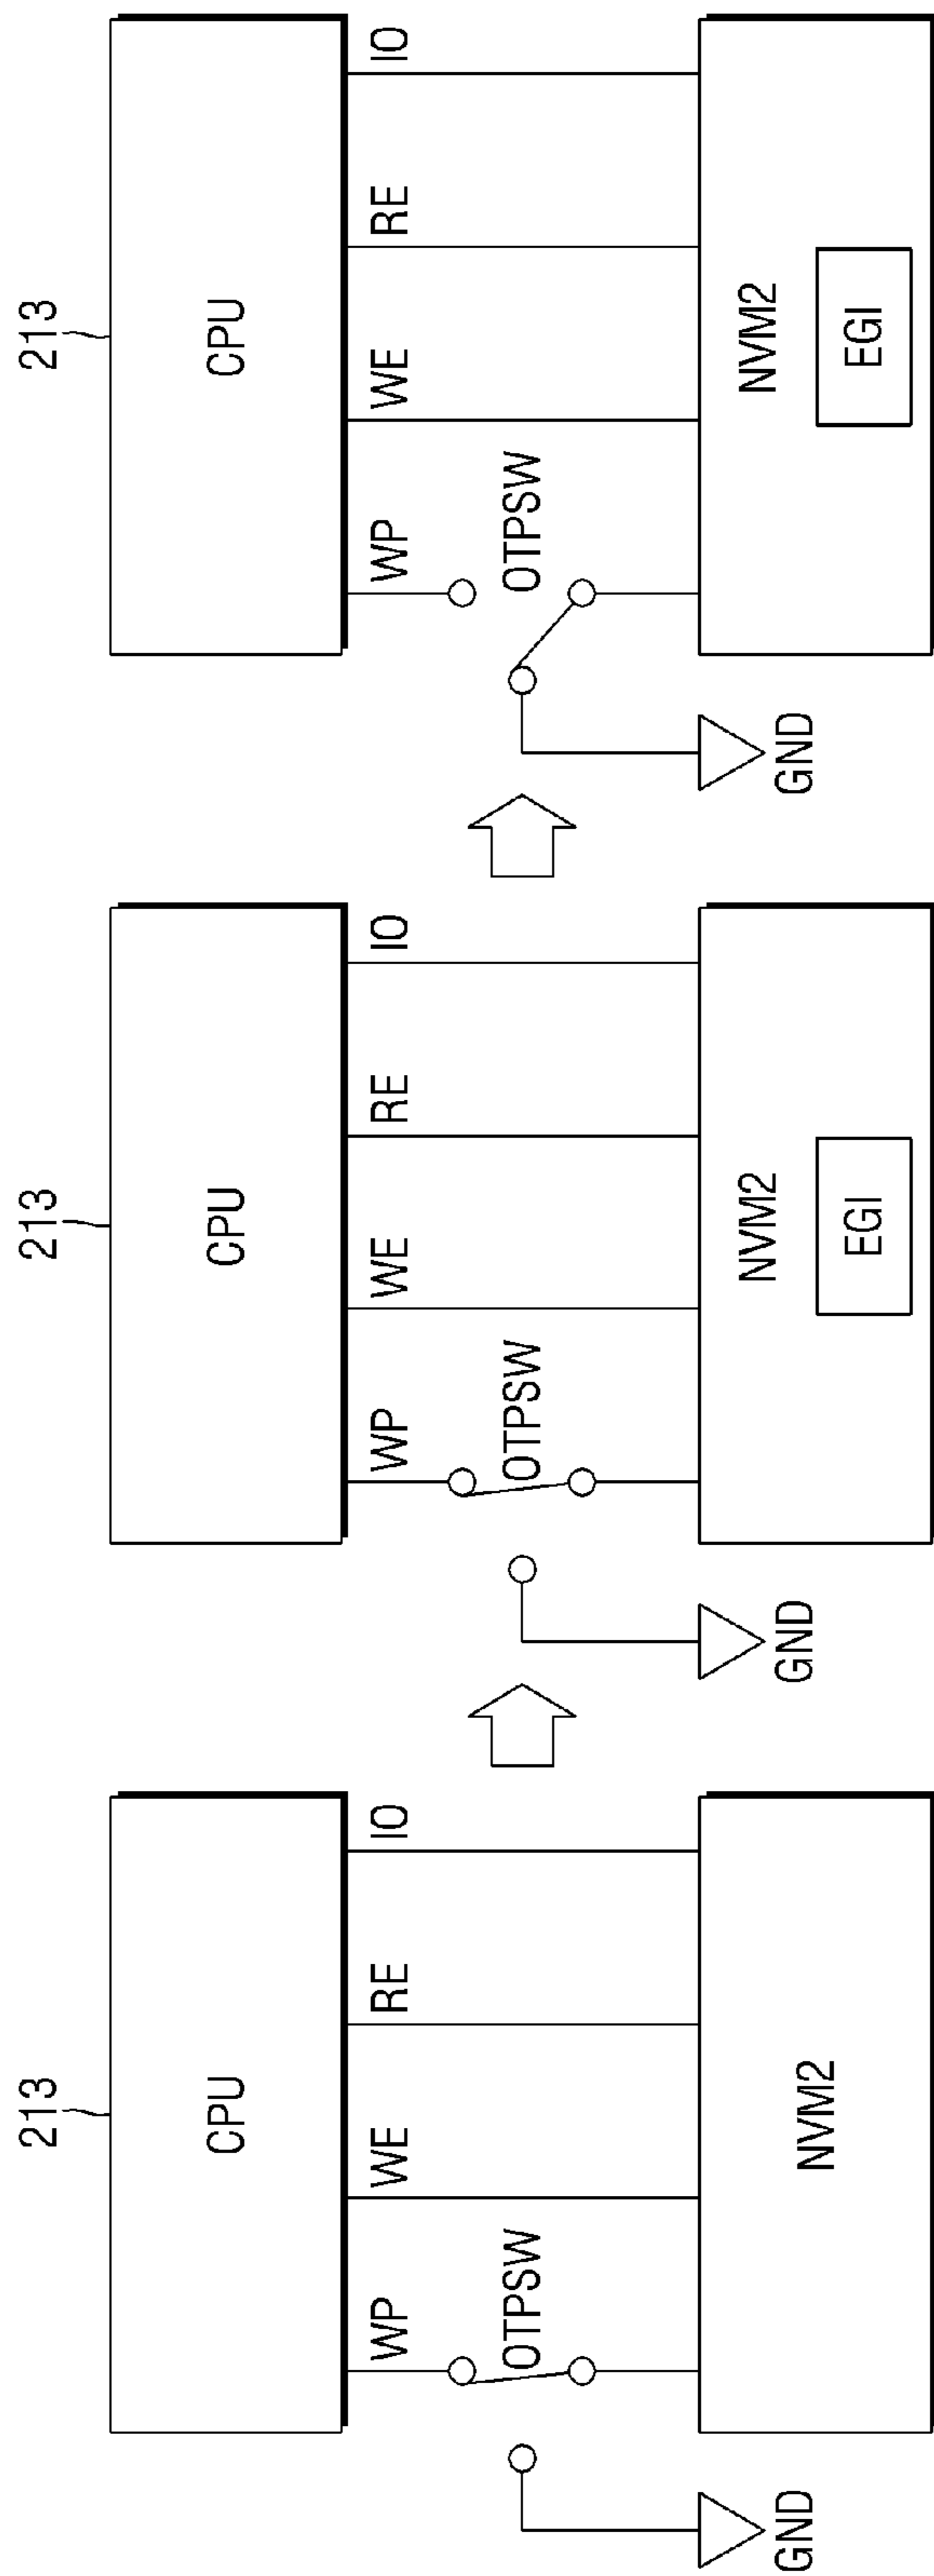 213
CPU
WP
WE
RE
IO
OTPSW
GND
NVM2
213
CPU
WP
WE
RE
IO
OTPSW
GND
NVM2
EGI
213
CPU
WP
WE
RE
IO
OTPSW
GND
NVM2
EGI